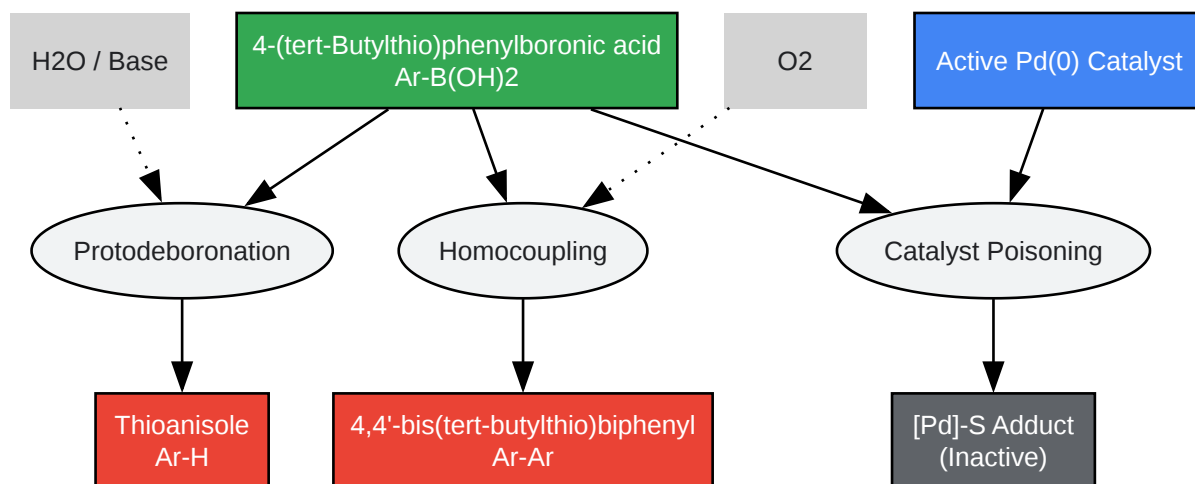 H2O / Base
4-(tert-Butylthio)phenylboronic acid
Ar-B(OH)2
O2
Active Pd(0) Catalyst
Protodeboronation
Homocoupling
Catalyst Poisoning
Thioanisole
Ar-H
4,4'-bis(tert-butylthio)biphenyl
Ar-Ar
[Pd]-S Adduct
(Inactive)